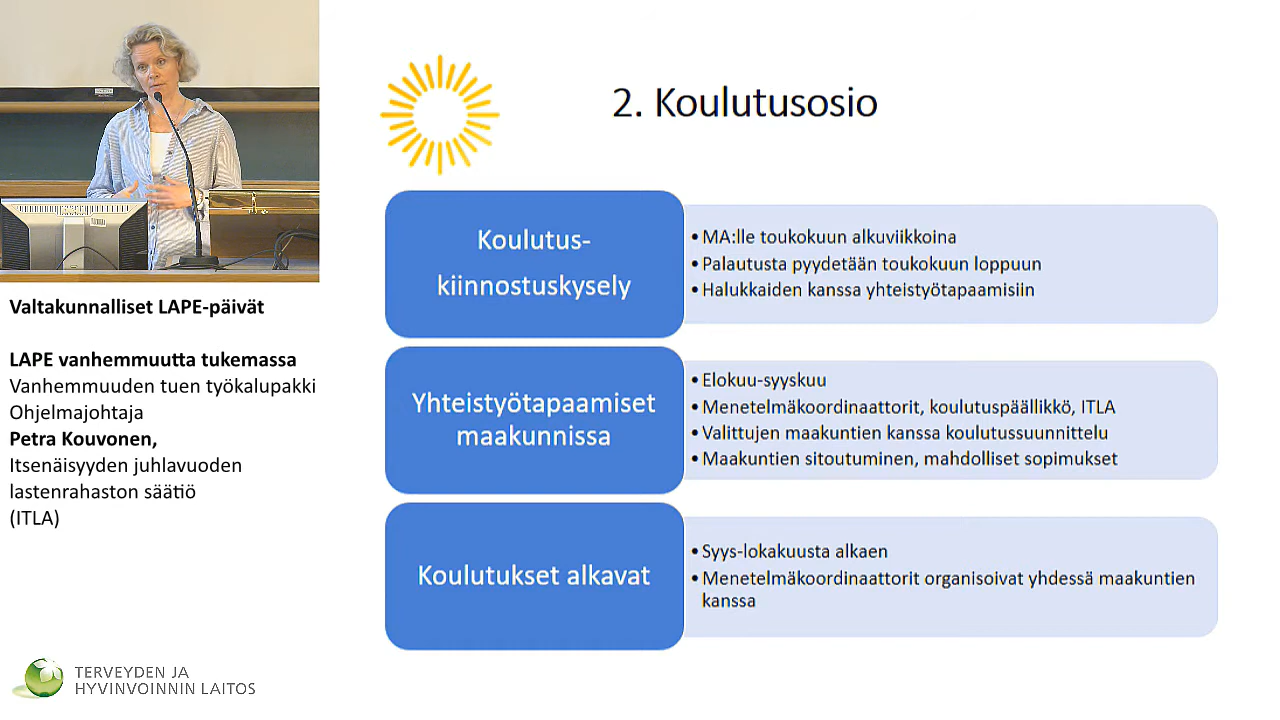 Valtakunnalliset LAPE-päivät
LAPE vanhemmuutta tukemassa
Vanhemmuuden tuen työkalupakki
Ohjelmajohtaja
Petra Kouvonen,
Itsenäisyyden juhlavuoden
lastenrahaston säätiö
(ITLA)
TERVEYDEN JA
HYVINVOINNIN LAITOS
2. Koulutusosio
Koulutus-
kiinnostuskysely
• MA:lle toukokuun alkuviikkoina
• Palautusta pyydetään toukokuun loppuun
• Halukkaiden kanssa yhteistyötapaamisiin
Yhteistyötapaamiset
maakunnissa
• Elokuu-syyskuu
• Menetelmäkoordinaattorit, koulutuspäällikkö, ITLA
• Valittujen maakuntien kanssa koulutussuunnittelu
• Maakuntien sitoutuminen, mahdolliset sopimukset
Koulutukset alkavat
• Syys-lokakuusta alkaen
• Menetelmäkoordinaattorit organisoivat yhdessä maakuntien
kanssa